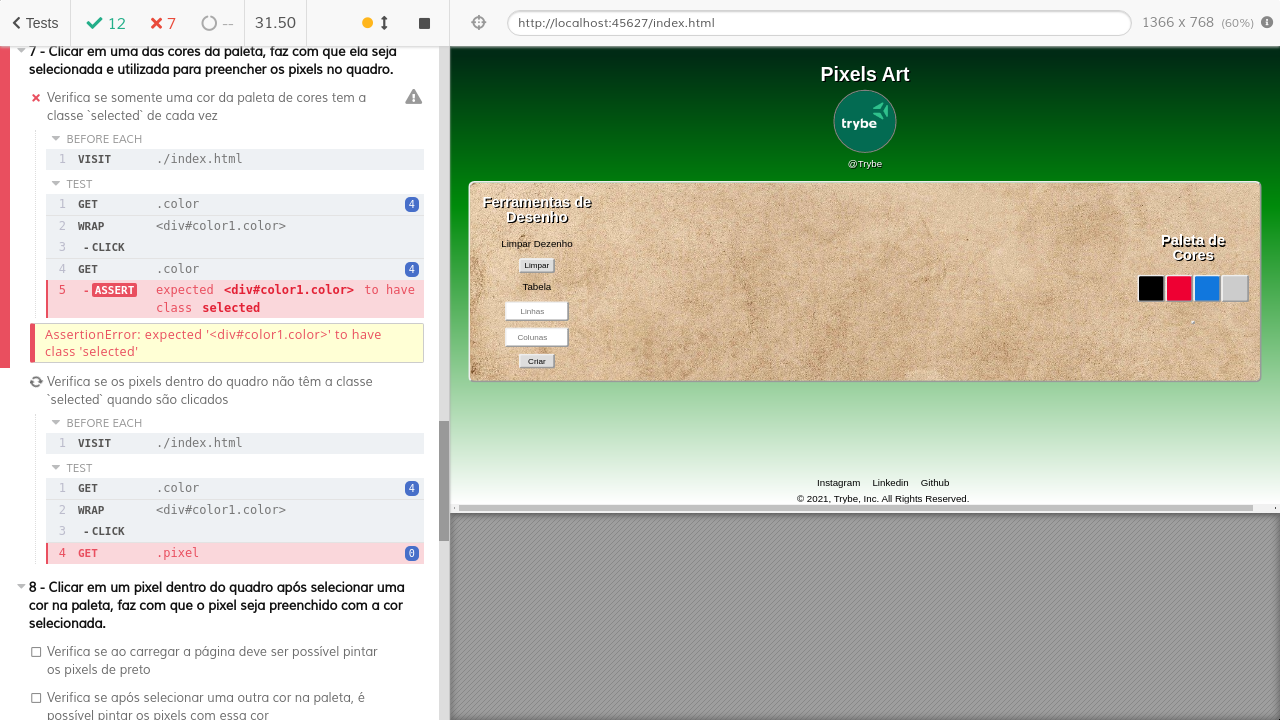 Tests
12
7
--
31.50
http://localhost:45627/index.html
1366 x 768 (60%)
7 - Clicar em uma das cores da paleta, faz com que ela seja
selecionada e utilizada para preencher os pixels no quadro.
Verifica se somente uma cor da paleta de cores tem a
classe `selected` de cada vez
BEFORE EACH
1 VISIT ./index.html
TEST
1 GET .color 4
2 WRAP <div#color1.color>
3 - CLICK
4 GET .color 4
5 - ASSERT expected <div#color1.color> to have
class selected
AssertionError: expected '<div#color1.color>' to have
class 'selected'
Verifica se os pixels dentro do quadro não têm a classe
`selected` quando são clicados
BEFORE EACH
1 VISIT ./index.html
TEST
1 GET .color 4
2 WRAP <div#color1.color>
3 - CLICK
4 GET .pixel 0
8 - Clicar em um pixel dentro do quadro após selecionar uma
cor na paleta, faz com que o pixel seja preenchido com a cor
selecionada.
Verifica se ao carregar a página deve ser possível pintar
os pixels de preto
Verifica se após selecionar uma outra cor na paleta, é
possível pintar os pixels com essa cor
Pixels Art
trybe
@Trybe
Ferramentas de
Desenho
Limpar Dezenho
Limpar
Tabela
Linhas
Colunas
Criar
Paleta de
Cores
Instagram Linkedin Github
© 2021, Trybe, Inc. All Rights Reserved.